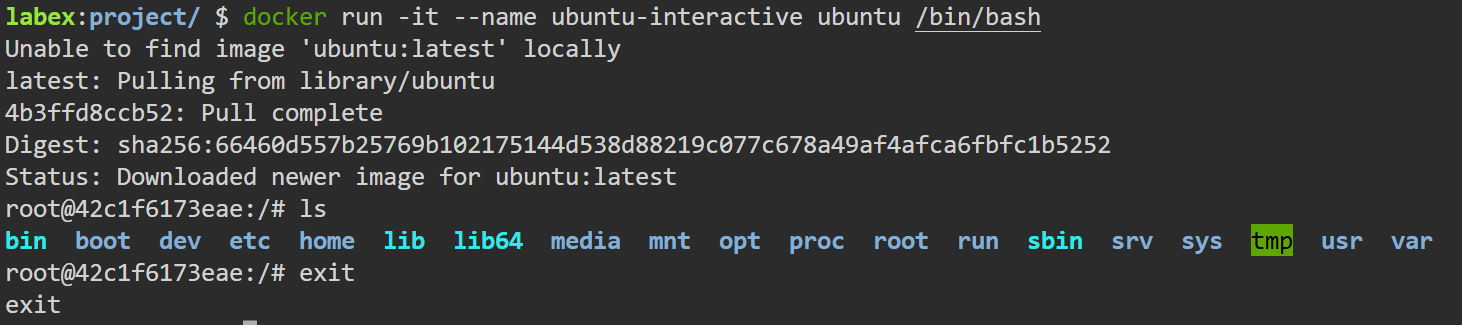 labex:project/ $ docker run -it --name ubuntu-interactive ubuntu /bin/bash
Unable to find image 'ubuntu:latest' locally
latest: Pulling from library/ubuntu
4b3ffd8ccb52: Pull complete
Digest: sha256:66460d557b25769b102175144d538d88219c077c678a49af4afca6fbfc1b5252
Status: Downloaded newer image for ubuntu:latest
root@42c1f6173eae:/# ls
bin boot dev etc home lib lib64 media mnt opt proc root run sbin srv sys tmp usr var
root@42c1f6173eae:/# exit
exit